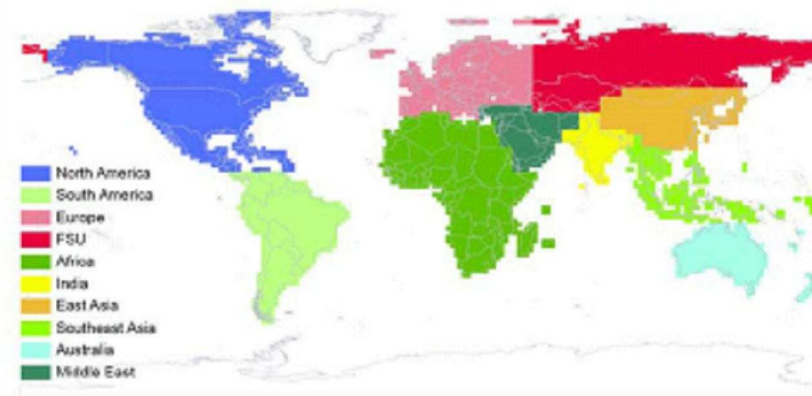 North America
South America
Europe
FSU
Africa
India
East Asia
Southeast Asia
Australia
Middle East